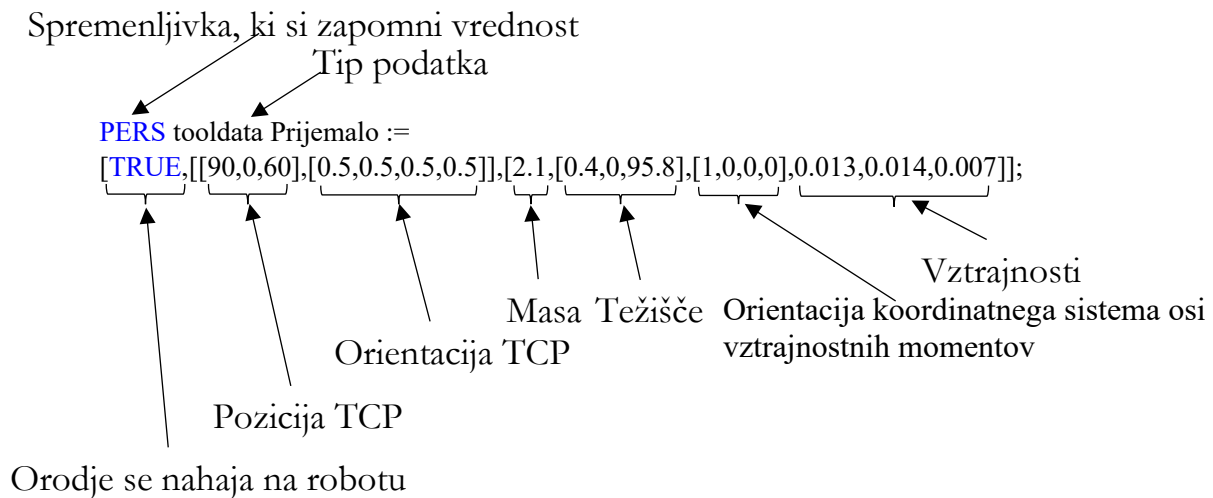 Spremenljivka, ki si zapomni vrednost
Tip podatka
PERS tooldata Prijemalo :=
[TRUE,[[90,0,60],[0.5,0.5,0.5,0.5]],[2.1,[0.4,0,95.8],[1,0,0,0],0.013,0.014,0.007]];
Vztrajnosti
Masa Težišče Orientacija koordinatnega sistema osi
vztrajnostnih momentov
Orientacija TCP
Pozicija TCP
Orodje se nahaja na robotu